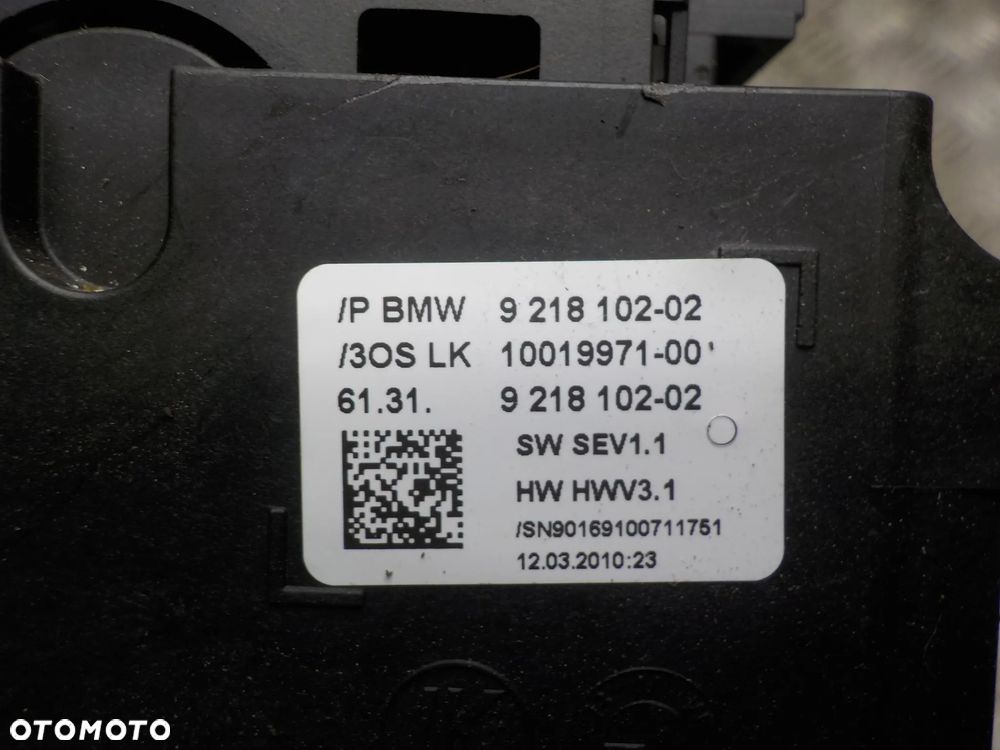 /P BMW 9 218 102-02
/3OS LK 10019971-00
61.31. 9 218 102-02
SW SEV1.1
HW HWV3.1
/SN90169100711751
12.03.2010:23
OTOMOTO